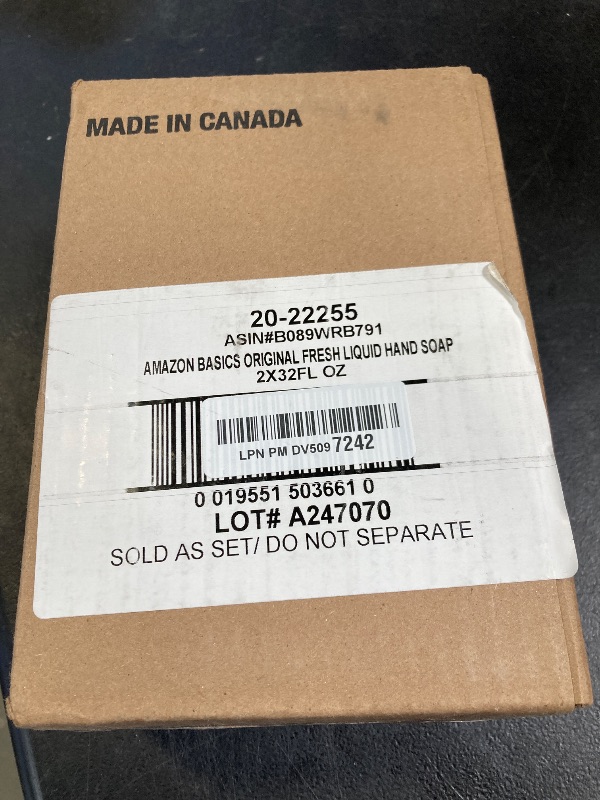 MADE IN CANADA
20-22255
ASIN#B089WRB791
AMAZON BASICS ORIGINAL FRESH LIQUID HAND SOAP
2X32FL OZ
LPN PM DV509 7242
0 019551 503661 0
LOT# A247070
SOLD AS SET/ DO NOT SEPARATE